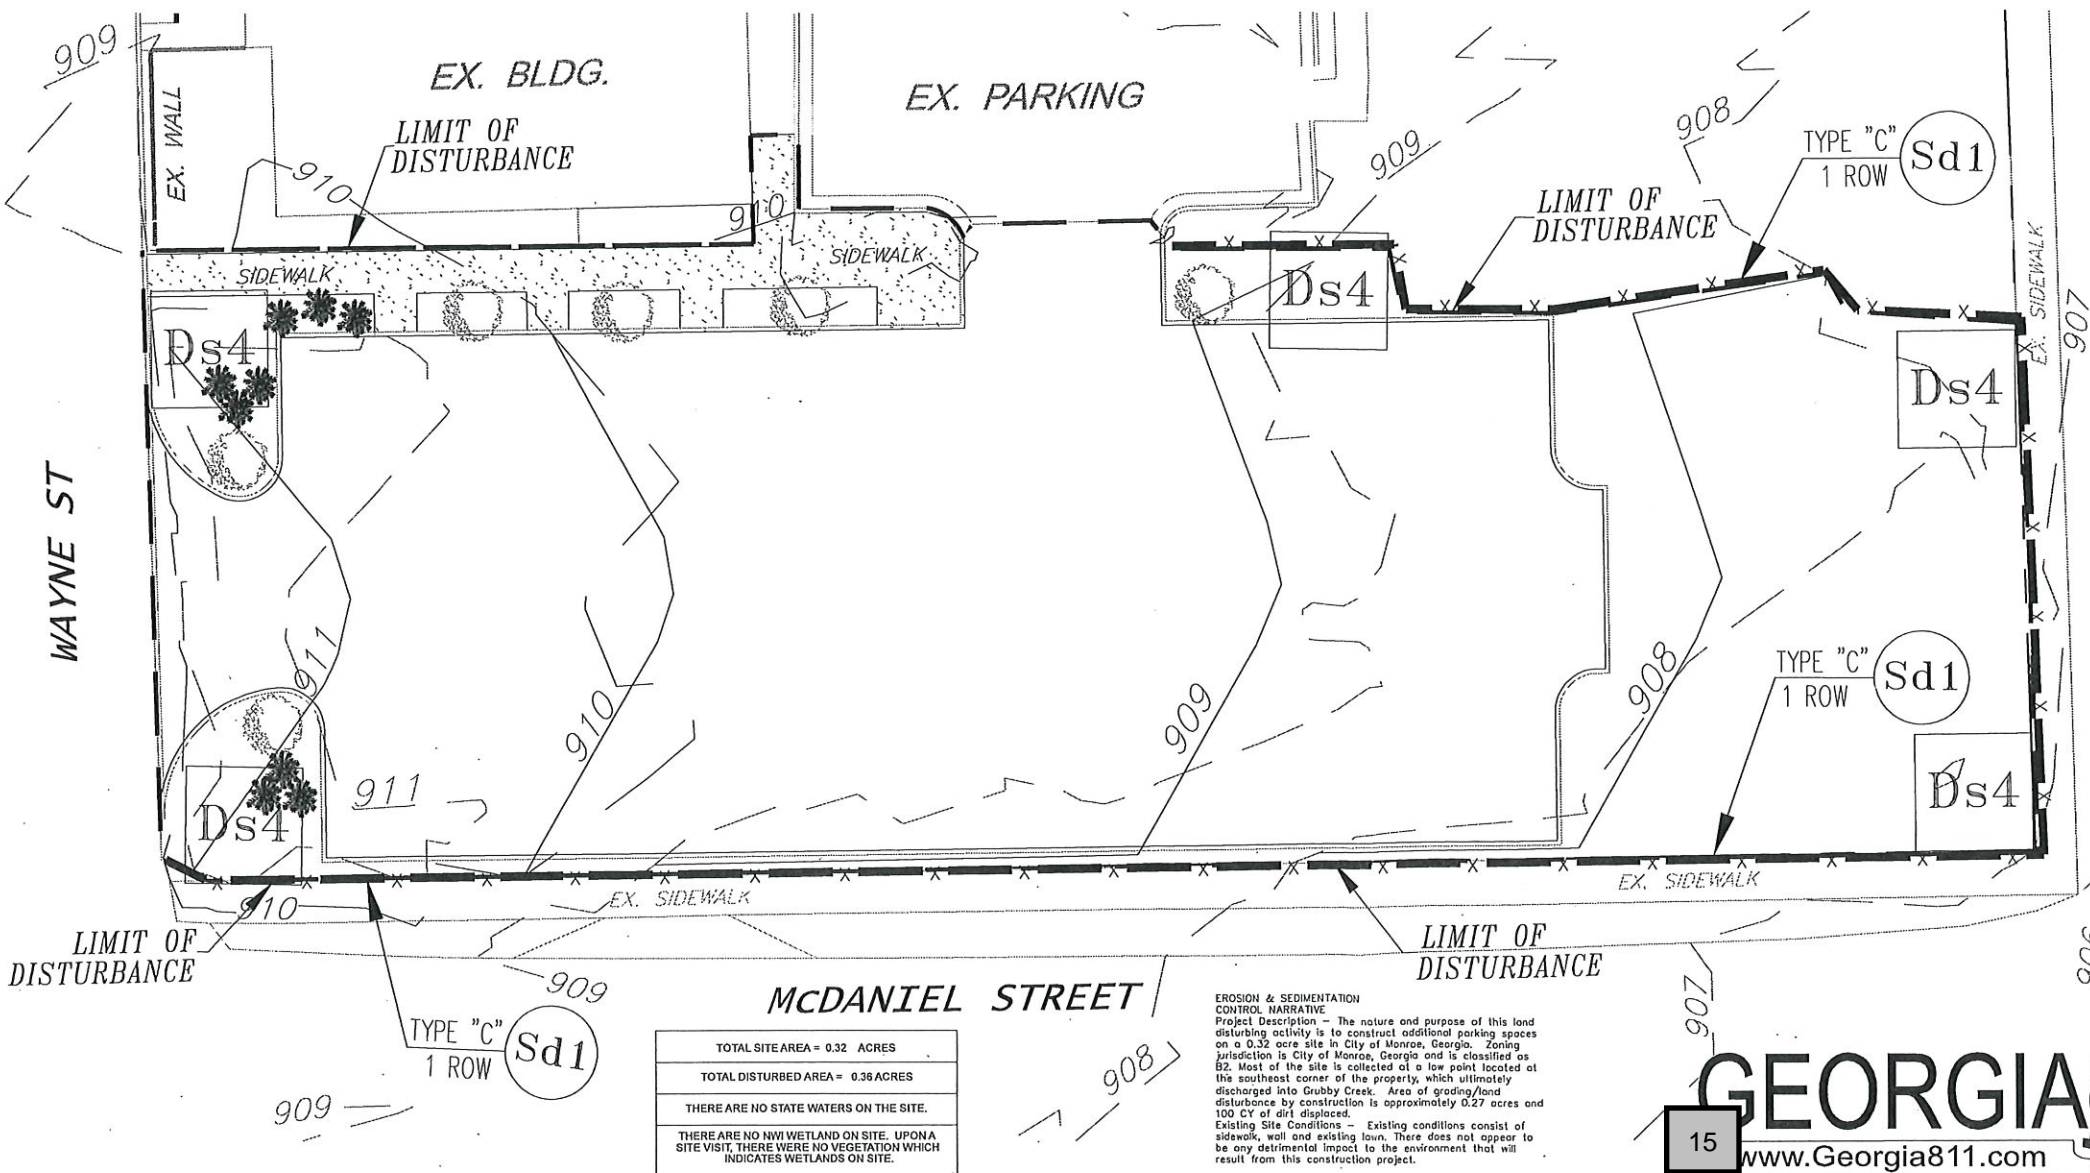 909
EX. WALL
EX. BLDG.
LIMIT OF
DISTURBANCE
910
EX. PARKING
910
909
908
TYPE "C"
1 ROW
Sd1
LIMIT OF
DISTURBANCE
SIDEWALK
SIDEWALK
EX. SIDEWALK
907
Ds4
Ds4
Ds4
WAYNE ST
911
910
909
908
TYPE "C"
1 ROW
Sd1
911
Ds4
Ds4
910
EX. SIDEWALK
EX. SIDEWALK
LIMIT OF
DISTURBANCE
LIMIT OF
DISTURBANCE
909
MCDANIEL STREET
907
TYPE "C"
1 ROW
Sd1
909
908
TOTAL SITE AREA = 0.32 ACRES
TOTAL DISTURBED AREA = 0.36 ACRES
THERE ARE NO STATE WATERS ON THE SITE.
THERE ARE NO NWI WETLAND ON SITE. UPON A
SITE VISIT, THERE WERE NO VEGETATION WHICH
INDICATES WETLANDS ON SITE.
EROSION & SEDIMENTATION
CONTROL NARRATIVE
Project Description – The nature and purpose of this land
disturbing activity is to construct additional parking spaces
on a 0.32 acre site in City of Monroe, Georgia. Zoning
jurisdiction is City of Monroe, Georgia and is classified as
B2. Most of the site is collected at a low point located at
the southeast corner of the property, which ultimately
discharged into Grubby Creek. Area of grading/land
disturbance by construction is approximately 0.27 acres and
100 CY of dirt displaced.
Existing Site Conditions – Existing conditions consist of
sidewalk, wall and existing lawn. There does not appear to
be any detrimental impact to the environment that will
result from this construction project.
GEORGIA
15
www.Georgia811.com